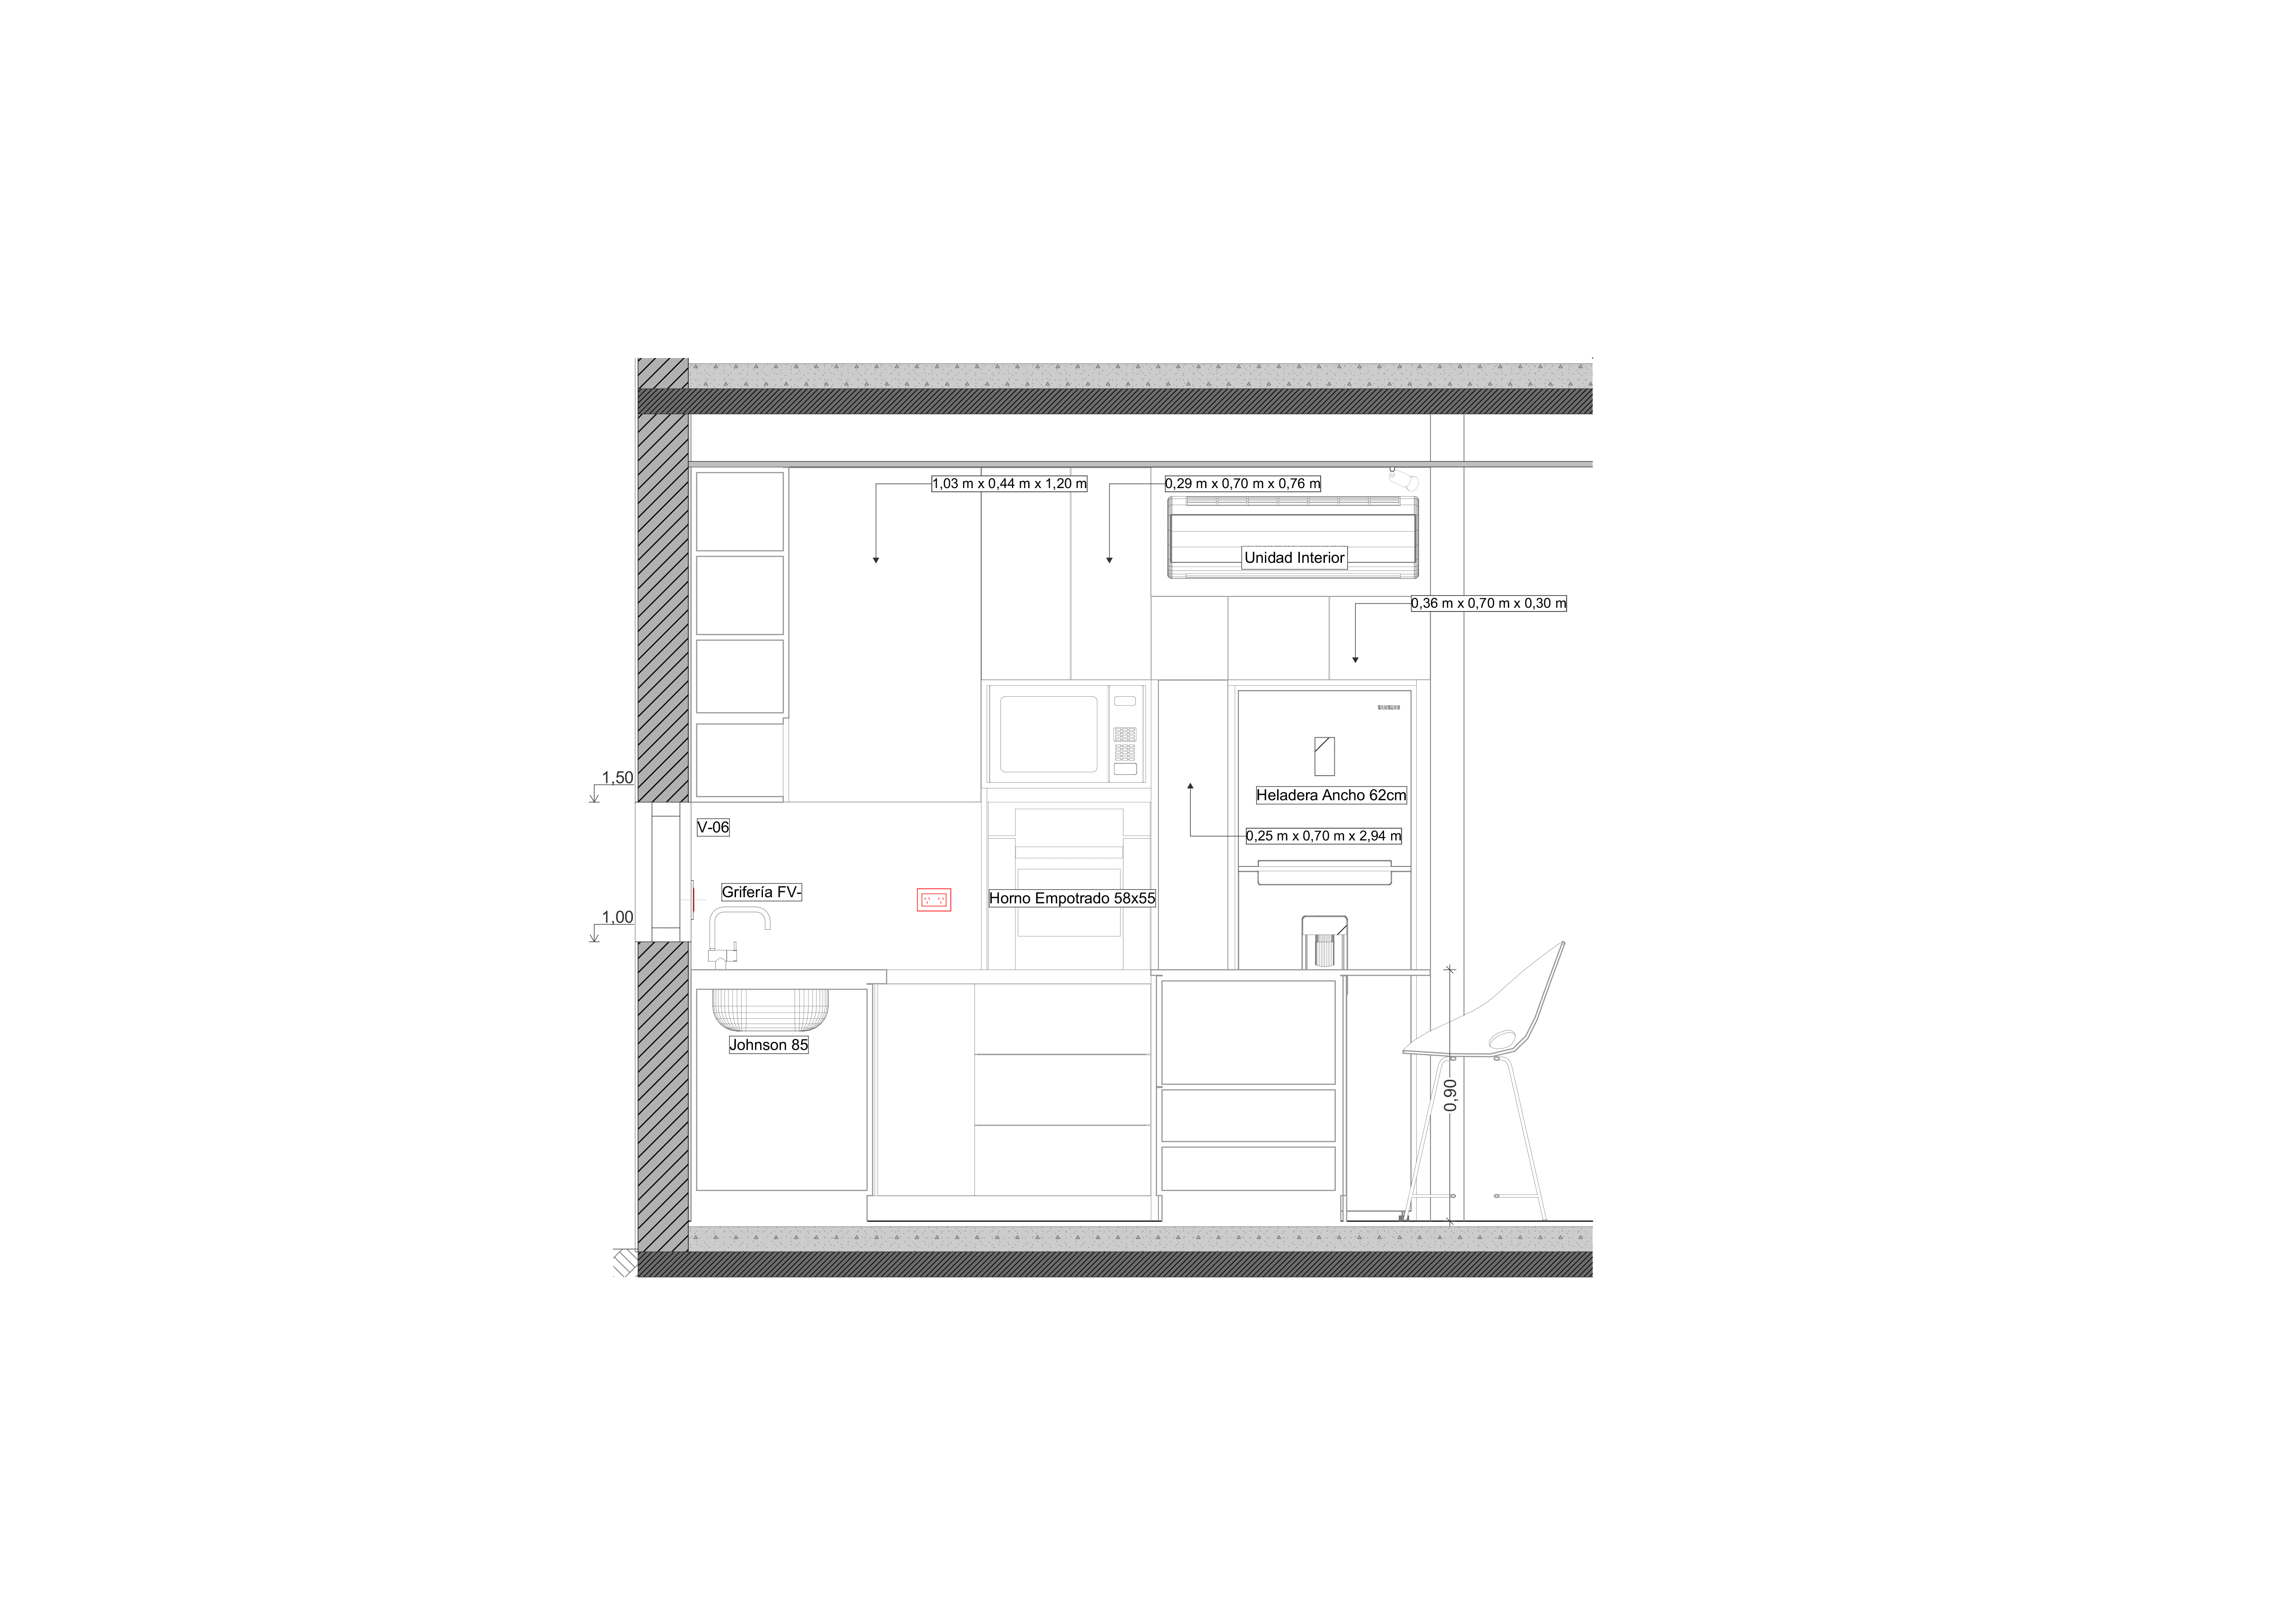 1,03 m x 0,44 m x 1,20 m
0,29 m x 0,70 m x 0,76 m
Unidad Interior
0,36 m x 0,70 m x 0,30 m
1,50
Heladera Ancho 62cm
V-06
0,25 m x 0,70 m x 2,94 m
Grifería FV-
Horno Empotrado 58x55
1,00
Johnson 85
0,90